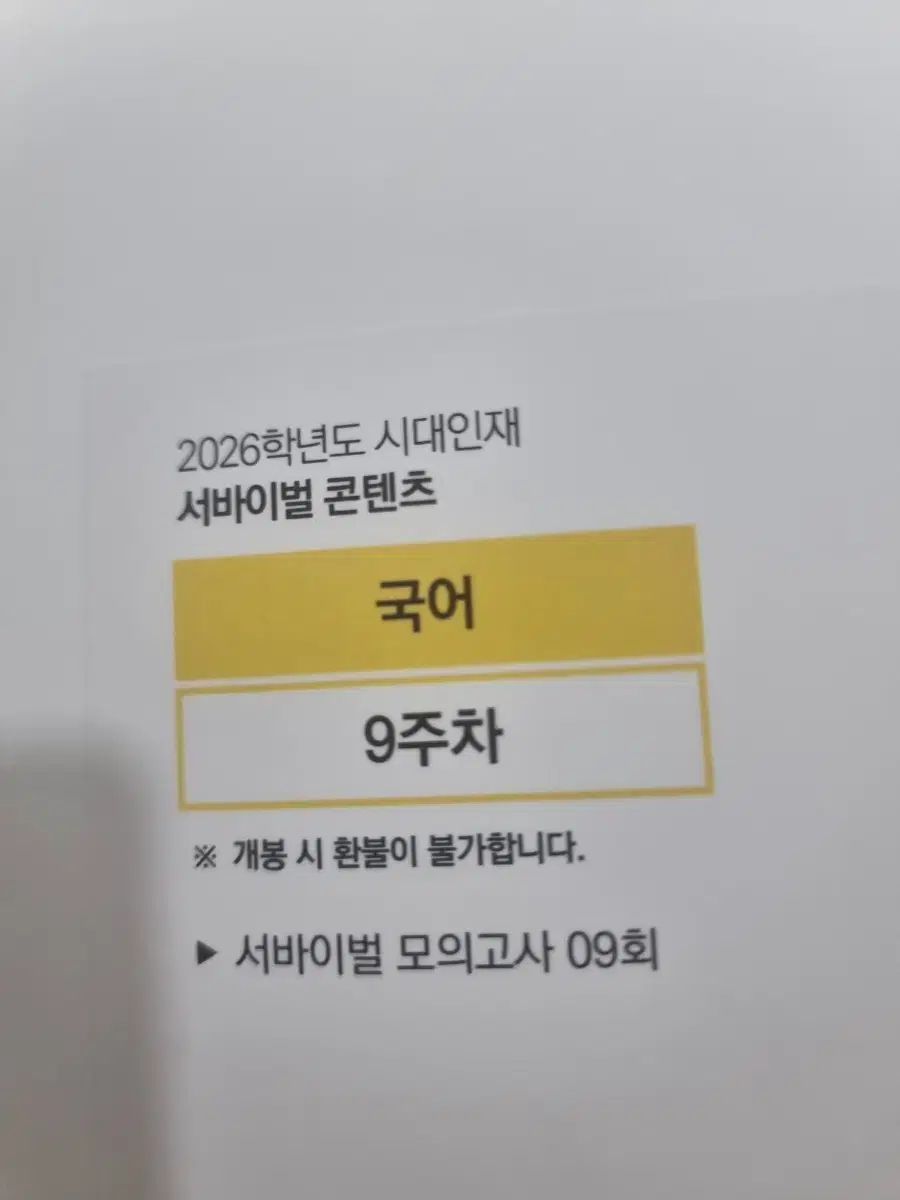 2026학년도 시대인재
서바이벌 콘텐츠
국어
9주차
※ 개봉 시 환불이 불가합니다.
▶ 서바이벌 모의고사 09회